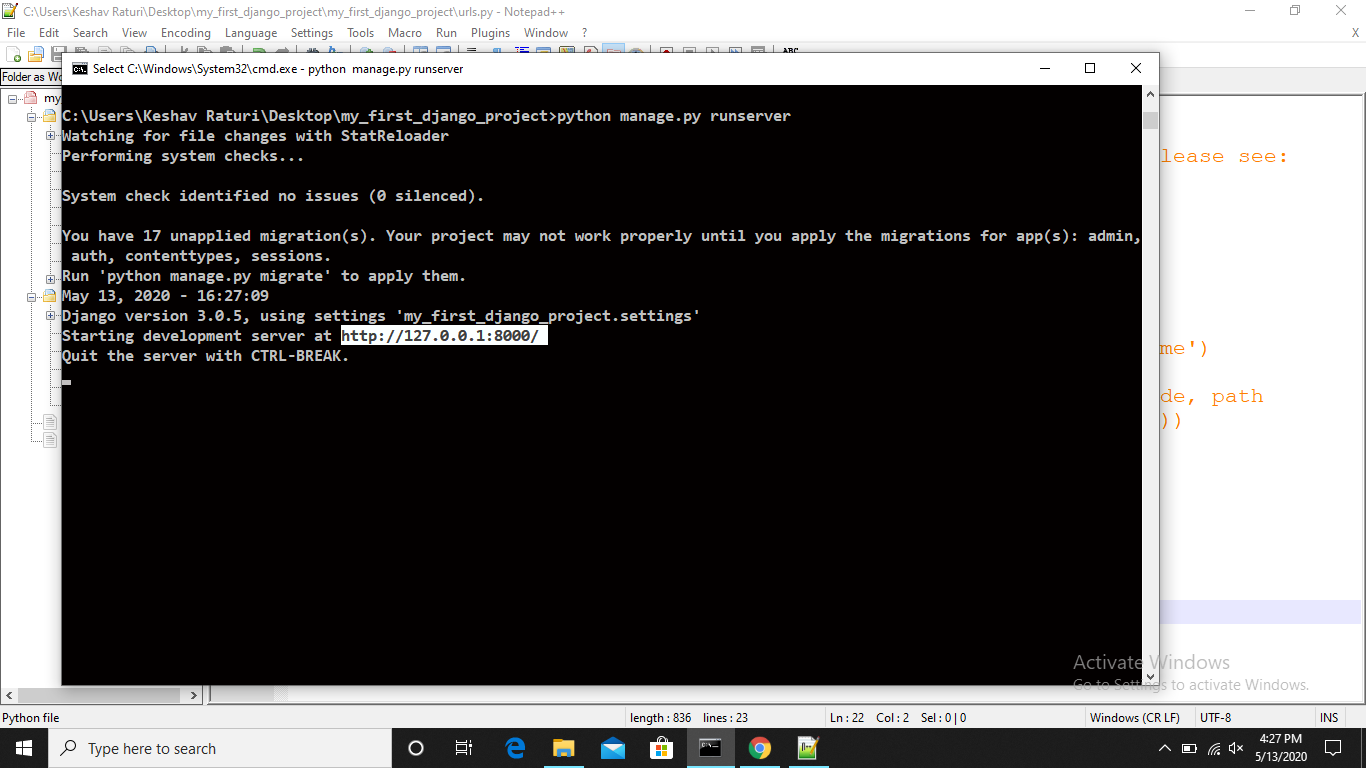 C:\Users\Keshav Raturi\Desktop\my_first_django_project\my_first_django_project\urls.py - Notepad++
File Edit Search View Encoding Language Settings Tools Macro Run Plugins Window ? X
Folder as
my
Select C:\Windows\System32\cmd.exe - python manage.py runserver
C:\Users\Keshav Raturi\Desktop\my_first_django_project>python manage.py runserver
Watching for file changes with StatReloader
Performing system checks...
System check identified no issues (0 silenced).
You have 17 unapplied migration(s). Your project may not work properly until you apply the migrations for app(s): admin,
auth, contenttypes, sessions.
Run 'python manage.py migrate' to apply them.
May 13, 2020 - 16:27:09
Django version 3.0.5, using settings 'my_first_django_project.settings'
Starting development server at http://127.0.0.1:8000/
Quit the server with CTRL-BREAK.
lease see:
me')
de, path
))
Activate Windows
Go to Settings to activate Windows.
Python file length : 836 lines : 23 Ln : 22 Col : 2 Sel : 0 | 0 Windows (CR LF) UTF-8 INS
Type here to search
4:27 PM
5/13/2020